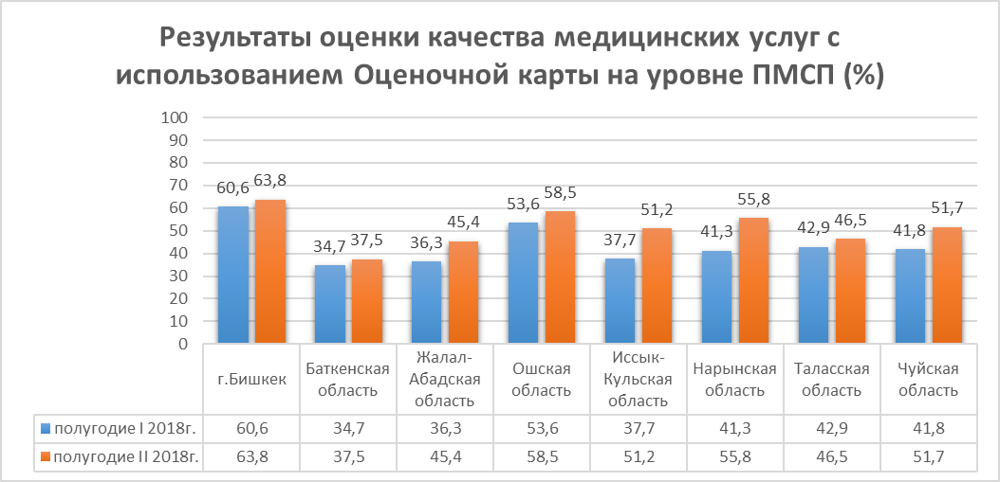 Результаты оценки качества медицинских услуг с
использованием Оценочной карты на уровне ПМСП (%)
100
90
80
70
60
50
40
30
20
10
0
60,6 63,8
34,7 37,5
36,3 45,4
53,6 58,5
37,7 51,2
41,3 55,8
42,9 46,5
41,8 51,7
г.Бишкек
Баткенская
область
Жалал-
Абадская
область
Ошская
область
Иссык-
Кульская
область
Нарынская
область
Таласская
область
Чуйская
область
полугодие I 2018г. 60,6 34,7 36,3 53,6 37,7 41,3 42,9 41,8
полугодие II 2018г. 63,8 37,5 45,4 58,5 51,2 55,8 46,5 51,7